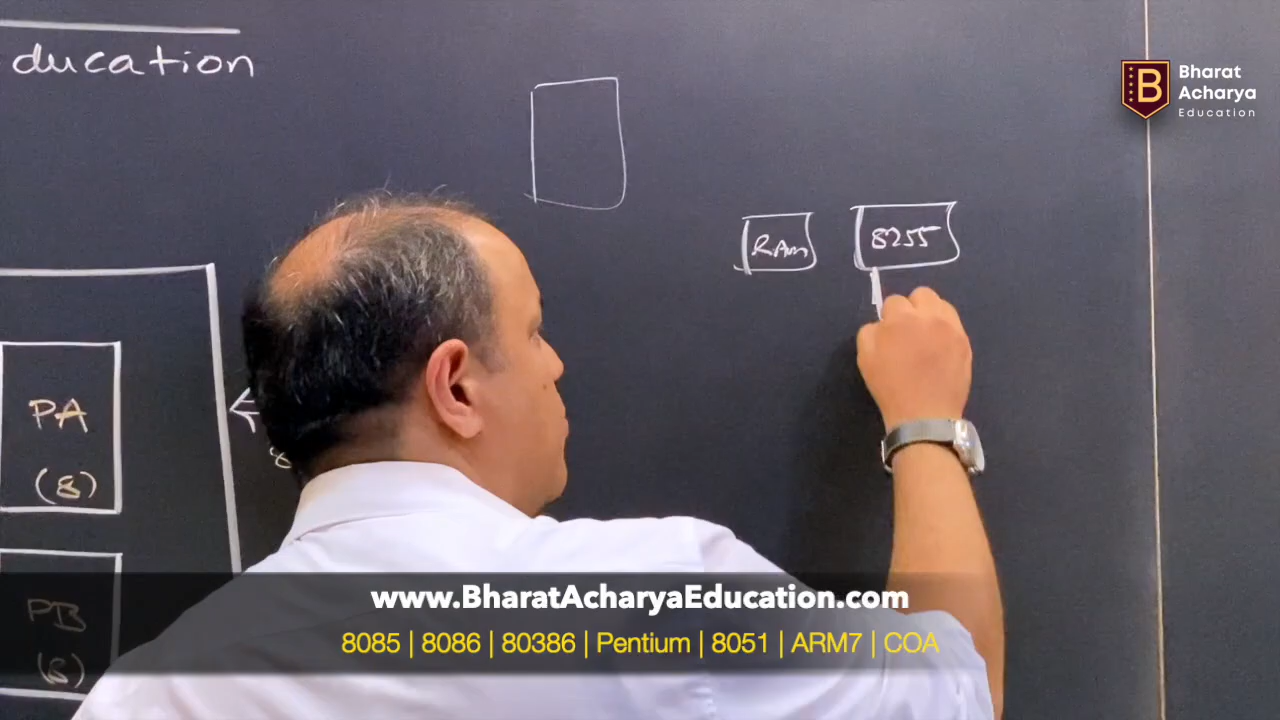 ducation
Bharat
Acharya
Education
B
RAM
8255
PA
(8)
8
PB
(8)
www.BharatAcharyaEducation.com
8085 | 8086 | 80386 | Pentium | 8051 | ARM7 | COA